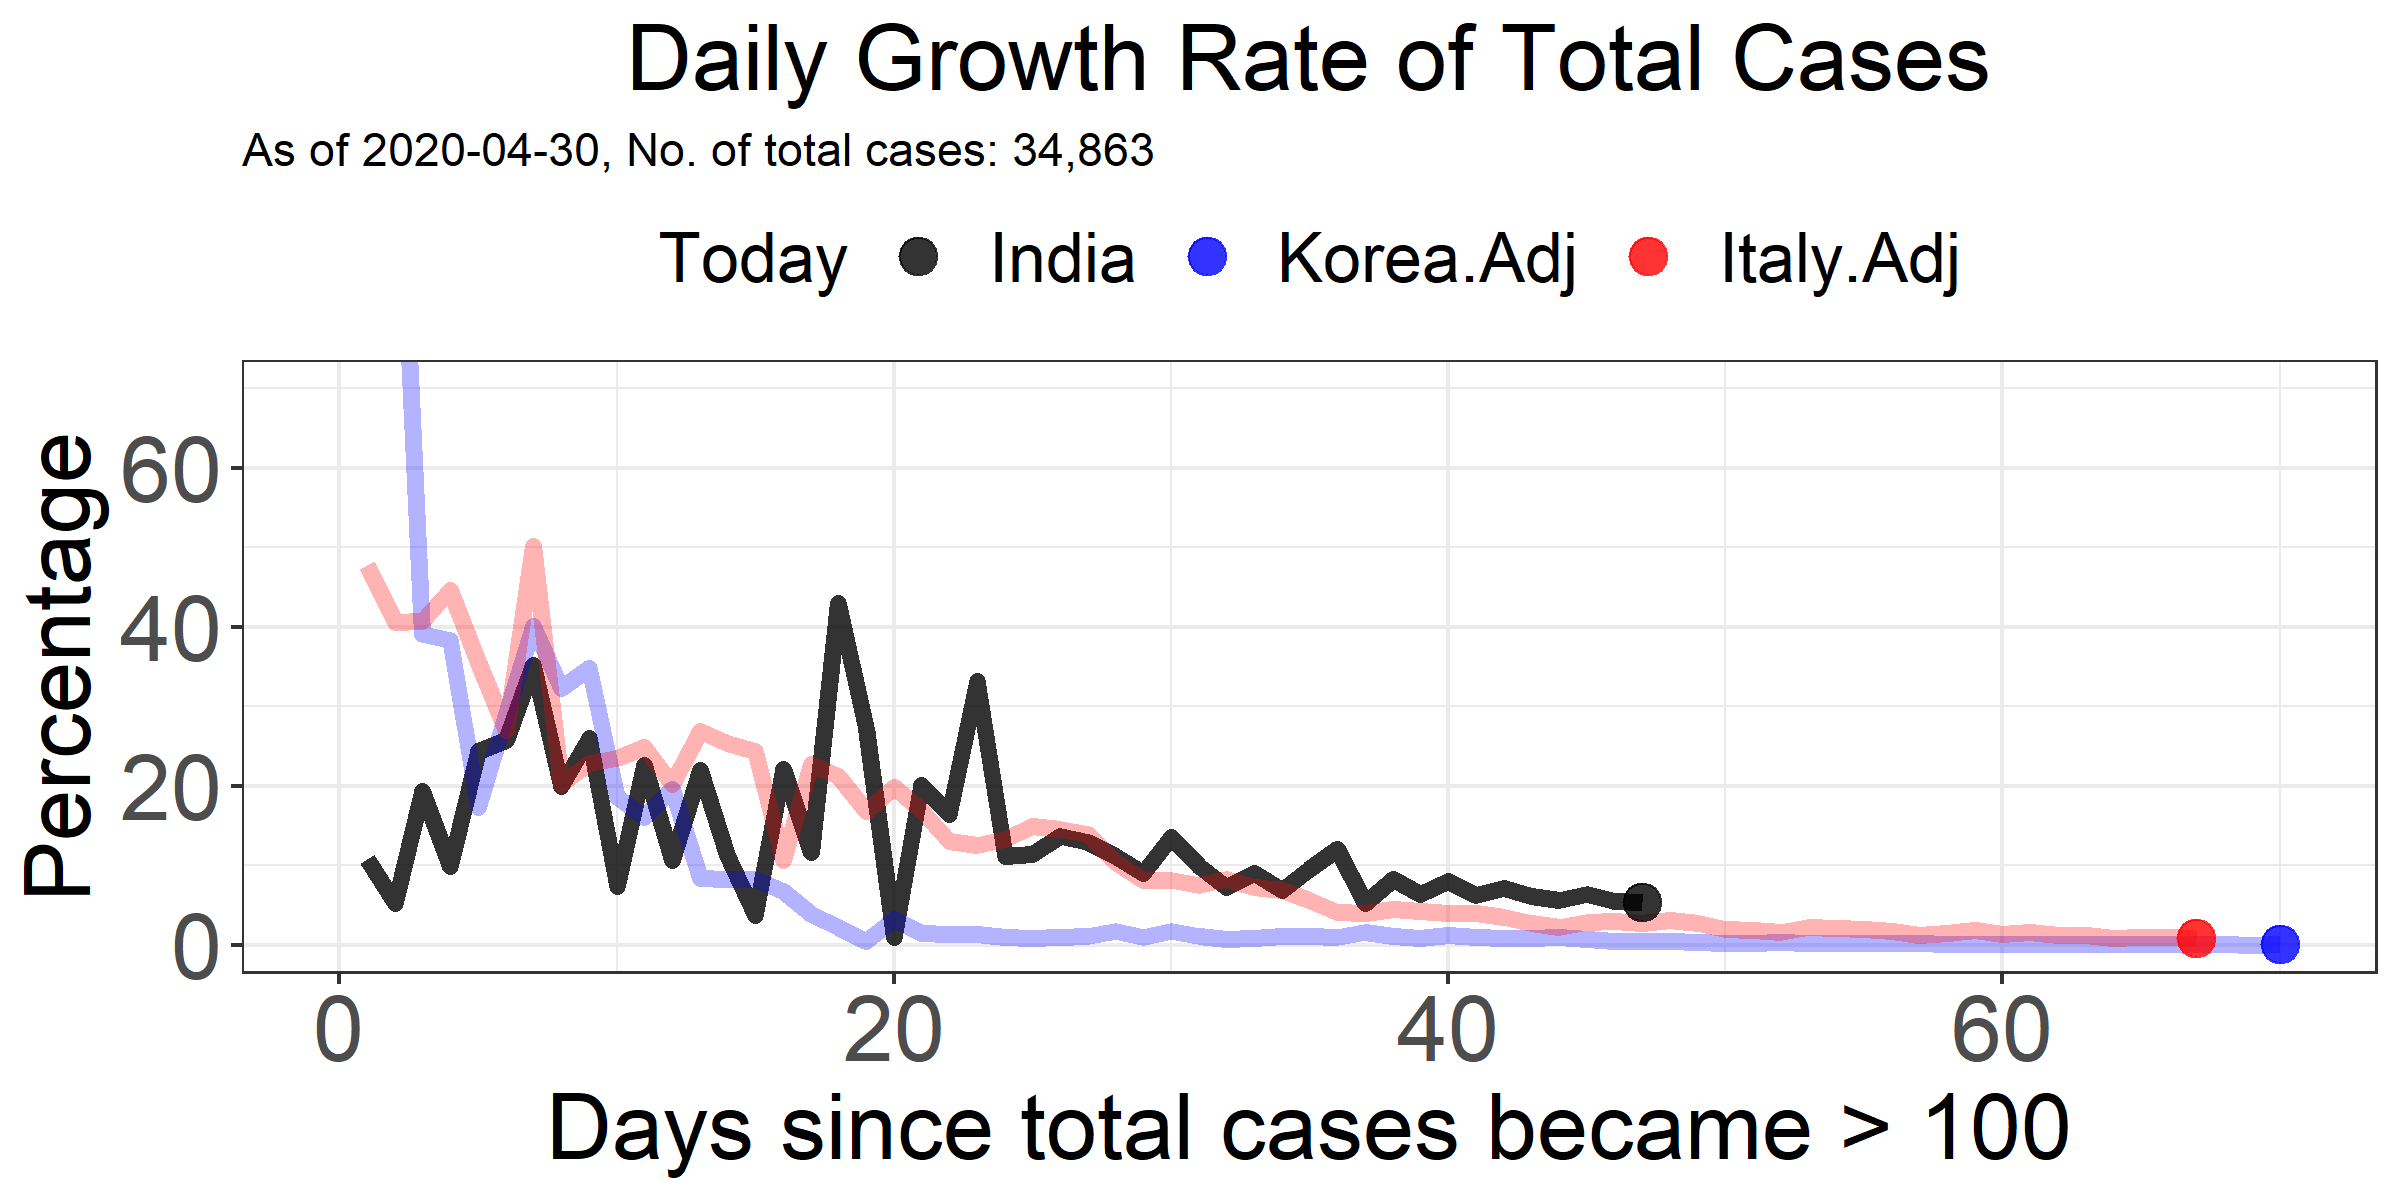 Daily Growth Rate of Total Cases
As of 2020-04-30, No. of total cases: 34,863
Today India Korea.Adj Italy.Adj
Percentage
60
40
20
0
0 20 40 60
Days since total cases became > 100